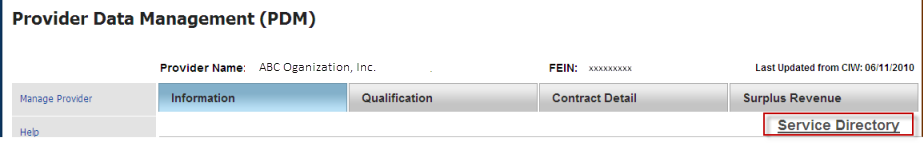 Provider Data Management (PDM)
Provider Name: ABC Oganization, Inc. . FEIN: xxxxxxxxx Last Updated from CIW: 06/11/2010
Manage Provider Information Qualification Contract Detail Surplus Revenue
Help Service Directory